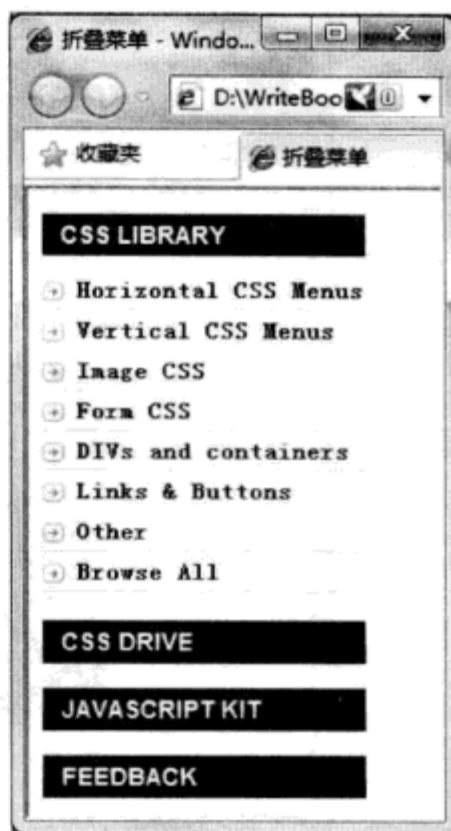 折叠菜单 - Windo...
D:\WriteBoo
收藏夹
折叠菜单
CSS LIBRARY
Horizontal CSS Menus
Vertical CSS Menus
Image CSS
Form CSS
DIVs and containers
Links & Buttons
Other
Browse All
CSS DRIVE
JAVASCRIPT KIT
FEEDBACK